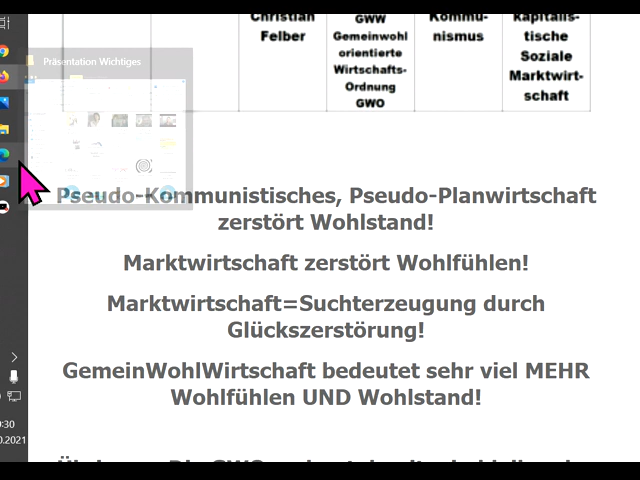 Christian
Felber
GWW
Gemeinwohl
orientierte
Wirtschafts-
Ordnung
GWO
Kommu-
nismus
kapitalis-
tische
Soziale
Marktwirt-
schaft
Präsentation Wichtiges
Pseudo-Kommunistisches, Pseudo-Planwirtschaft
zerstört Wohlstand!
Marktwirtschaft zerstört Wohlfühlen!
Marktwirtschaft=Suchterzeugung durch
Glückszerstörung!
GemeinWohlWirtschaft bedeutet sehr viel MEHR
Wohlfühlen UND Wohlstand!
:30
.2021